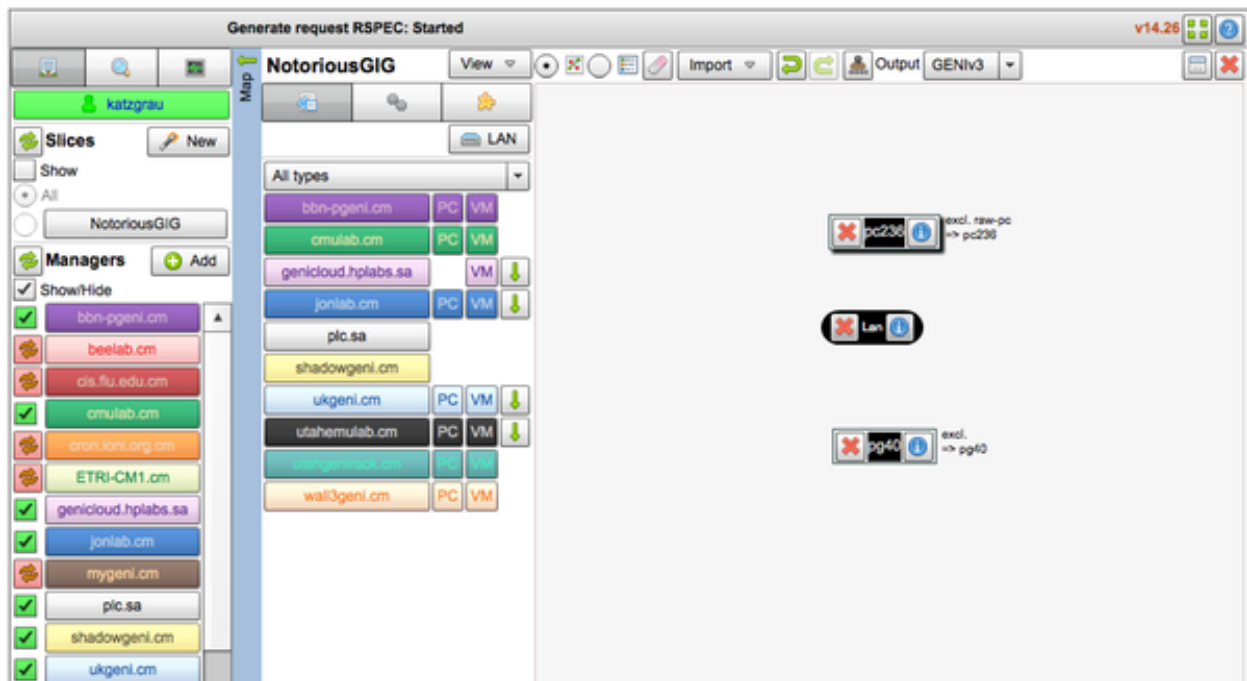 Generate request RSPEC: Started
v14.26
katzgrau
Slices
New
Show
All
NotoriousGIG
Managers
Add
Show/Hide
bbn-pgeni.cm
beelab.cm
cis.fiu.edu.cm
cmulab.cm
cron.loni.org.cm
ETRI-CM1.cm
genicloud.hplabs.sa
jonlab.cm
mygeni.cm
plc.sa
shadowgeni.cm
ukgeni.cm
Map
NotoriousGIG
View
LAN
All types
bbn-pgeni.cm PC VM
cmulab.cm PC VM
genicloud.hplabs.sa VM
jonlab.cm PC VM
plc.sa
shadowgeni.cm
ukgeni.cm PC VM
utahemulab.cm PC VM
utahgenirack.cm PC VM
wall3geni.cm PC VM
Import
Output
GENIv3
pc236
excl. raw-pc
=> pc236
Lan
pg40
excl.
=> pg40